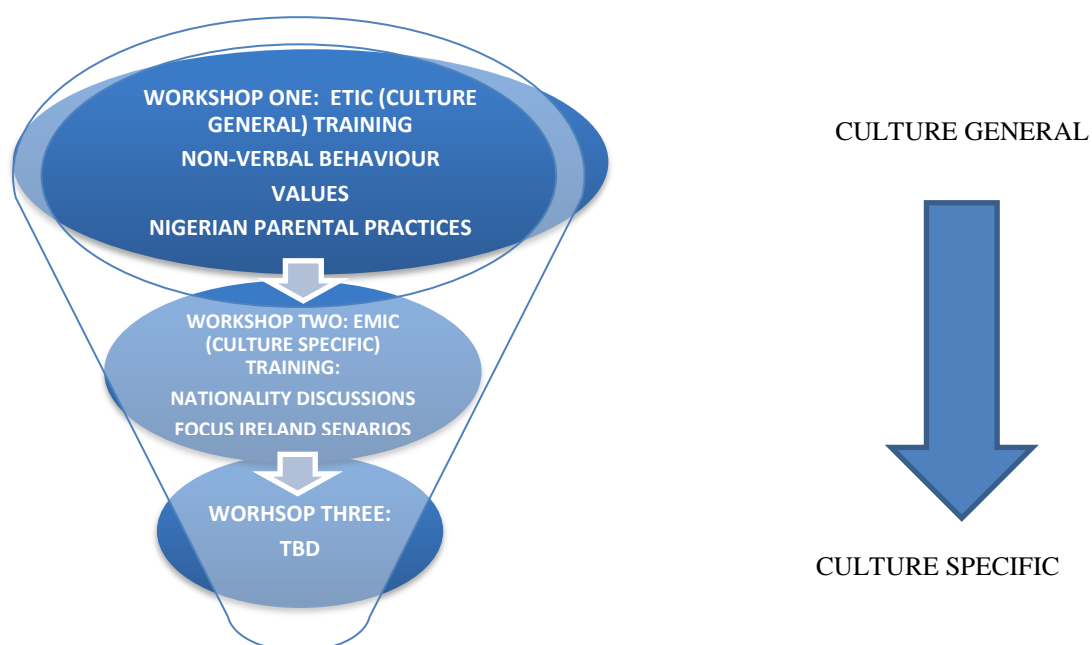 WORKSHOP ONE:  ETIC (CULTURE
GENERAL) TRAINING
NON-VERBAL BEHAVIOUR
VALUES
NIGERIAN PARENTAL PRACTICES
WORKSHOP TWO: EMIC
(CULTURE SPECIFIC)
TRAINING:
NATIONALITY DISCUSSIONS
FOCUS IRELAND SENARIOS
WORHSOP THREE:
TBD
CULTURE GENERAL
CULTURE SPECIFIC